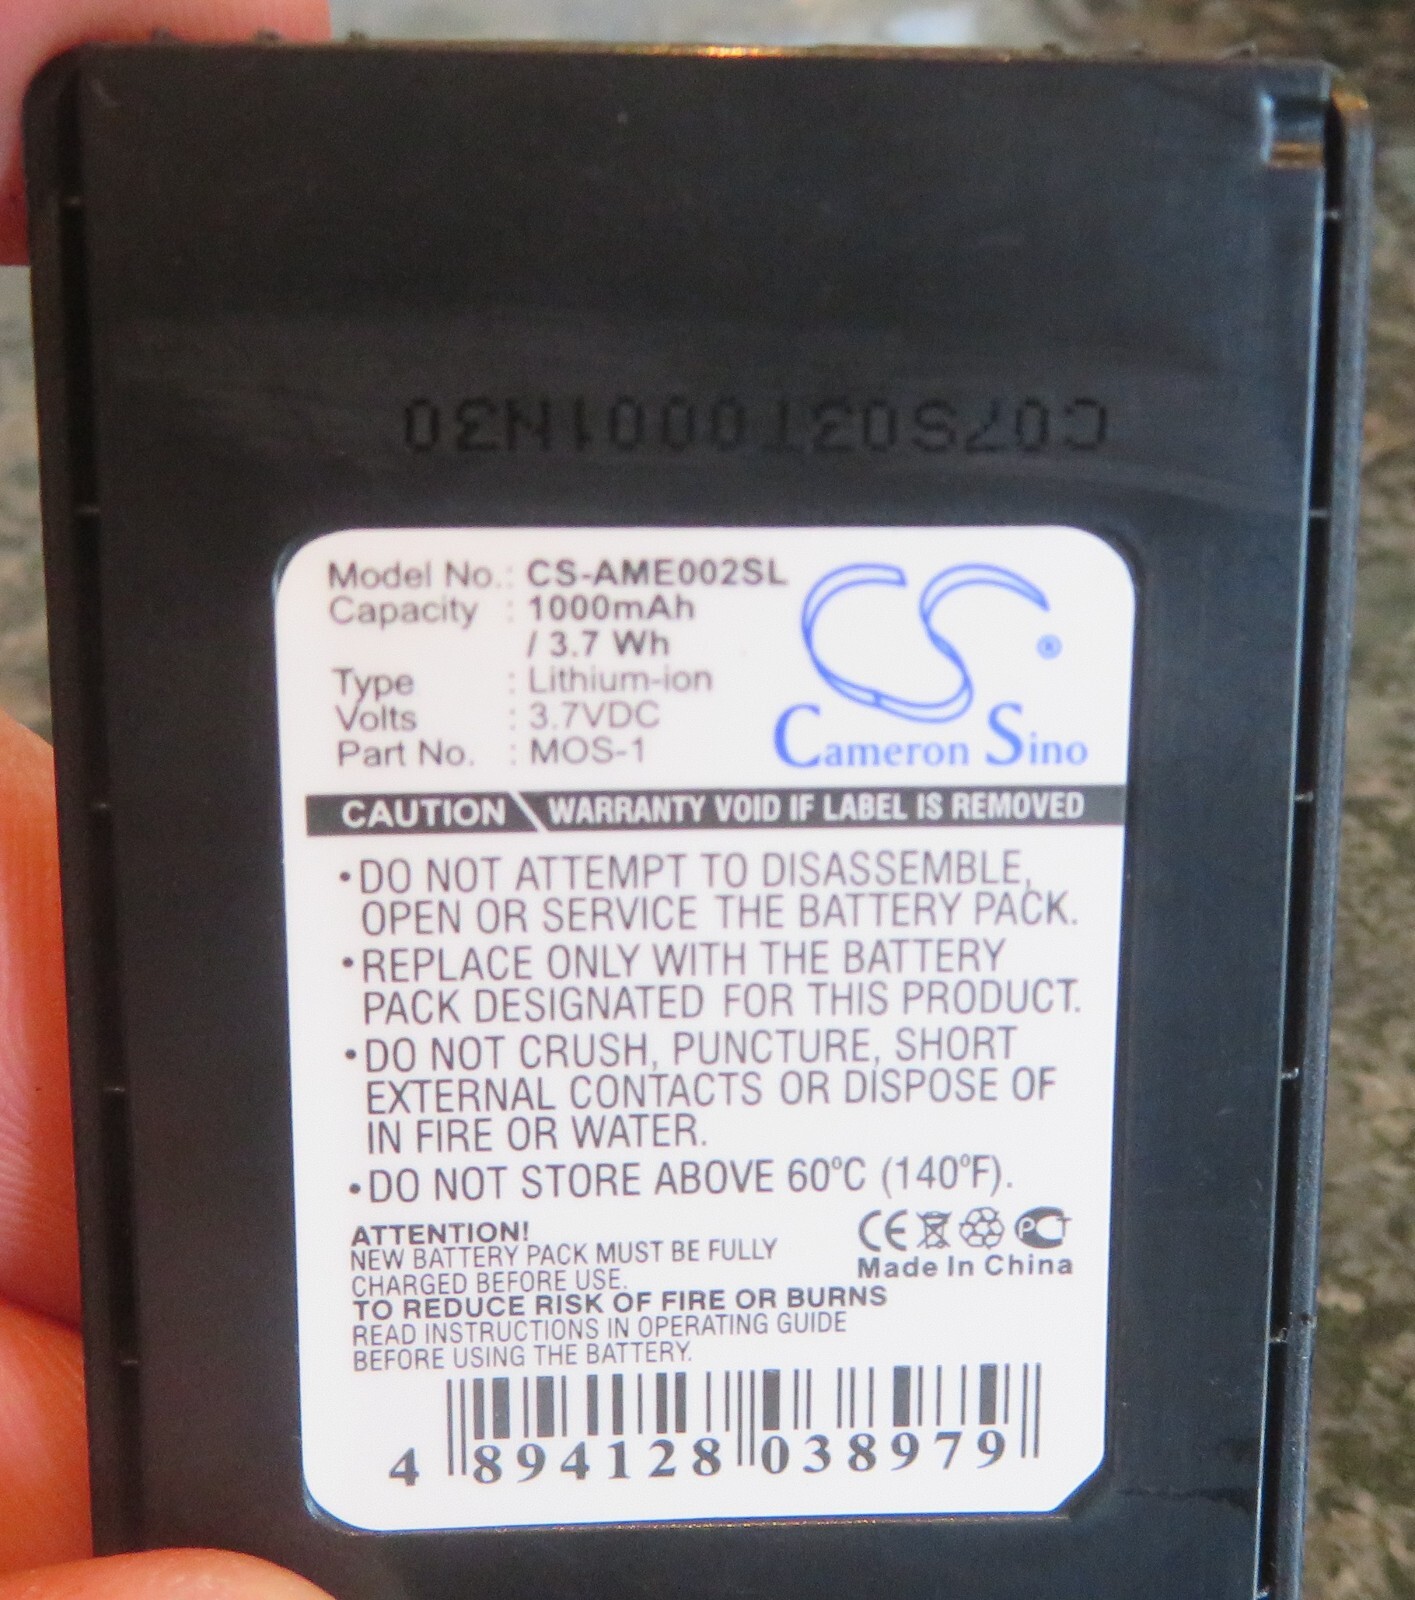 C07S03T0001N30
Model No.: CS-AME002SL
Capacity : 1000mAh
/ 3.7 Wh
Type : Lithium-ion
Volts : 3.7VDC
Part No. : MOS-1
CS ®
Cameron Sino
CAUTION WARRANTY VOID IF LABEL IS REMOVED
•DO NOT ATTEMPT TO DISASSEMBLE,
OPEN OR SERVICE THE BATTERY PACK.
•REPLACE ONLY WITH THE BATTERY
PACK DESIGNATED FOR THIS PRODUCT.
•DO NOT CRUSH, PUNCTURE, SHORT
EXTERNAL CONTACTS OR DISPOSE OF
IN FIRE OR WATER.
•DO NOT STORE ABOVE 60ºC (140ºF).
ATTENTION!
NEW BATTERY PACK MUST BE FULLY
CHARGED BEFORE USE.
TO REDUCE RISK OF FIRE OR BURNS
READ INSTRUCTIONS IN OPERATING GUIDE
BEFORE USING THE BATTERY.
CE PCT
Made In China
4 894128 038979